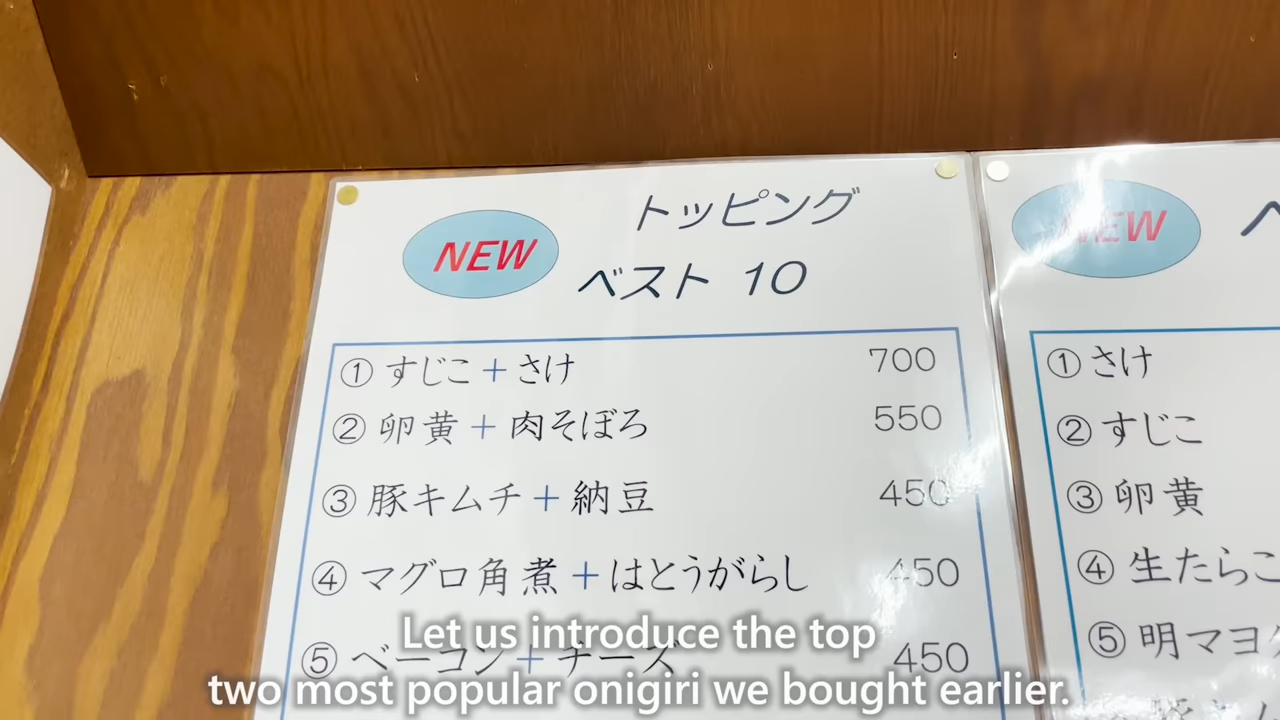 NEW
トッピング
ベスト 10
① すじこ + さけ 700
② 卵黄 + 肉そぼろ 550
③ 豚キムチ + 納豆 450
④ マグロ角煮 + はとうがらし 450
⑤ ベーコン + チーズ 450
NEW
① さけ
② すじこ
③ 卵黄
④ 生たらこ
⑤ 明マヨ
Let us introduce the top
two most popular onigiri we bought earlier.